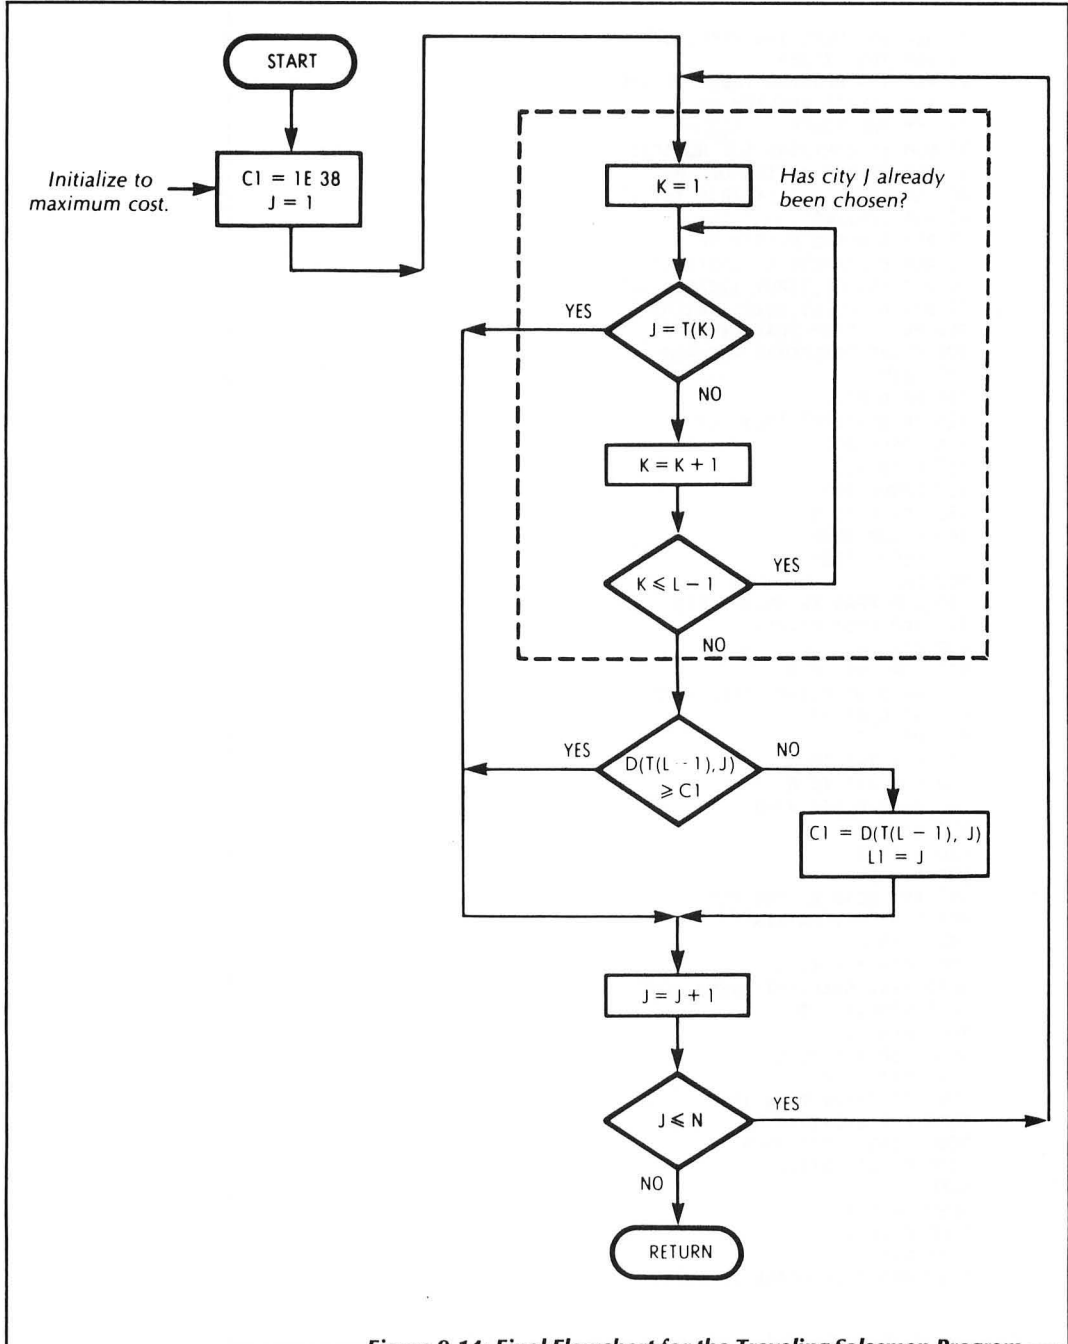 START
Initialize to
maximum cost.
C1 = 1E 38
J = 1
K = 1
Has city J already
been chosen?
YES
J = T(K)
NO
K = K + 1
K ⩽ L − 1
YES
NO
YES
D(T(L - 1), J)
⩾ C1
NO
C1 = D(T(L − 1), J)
L1 = J
J = J + 1
J ⩽ N
YES
NO
RETURN
Figure 9.14 Final Flowchart for the Traveling Salesman Program